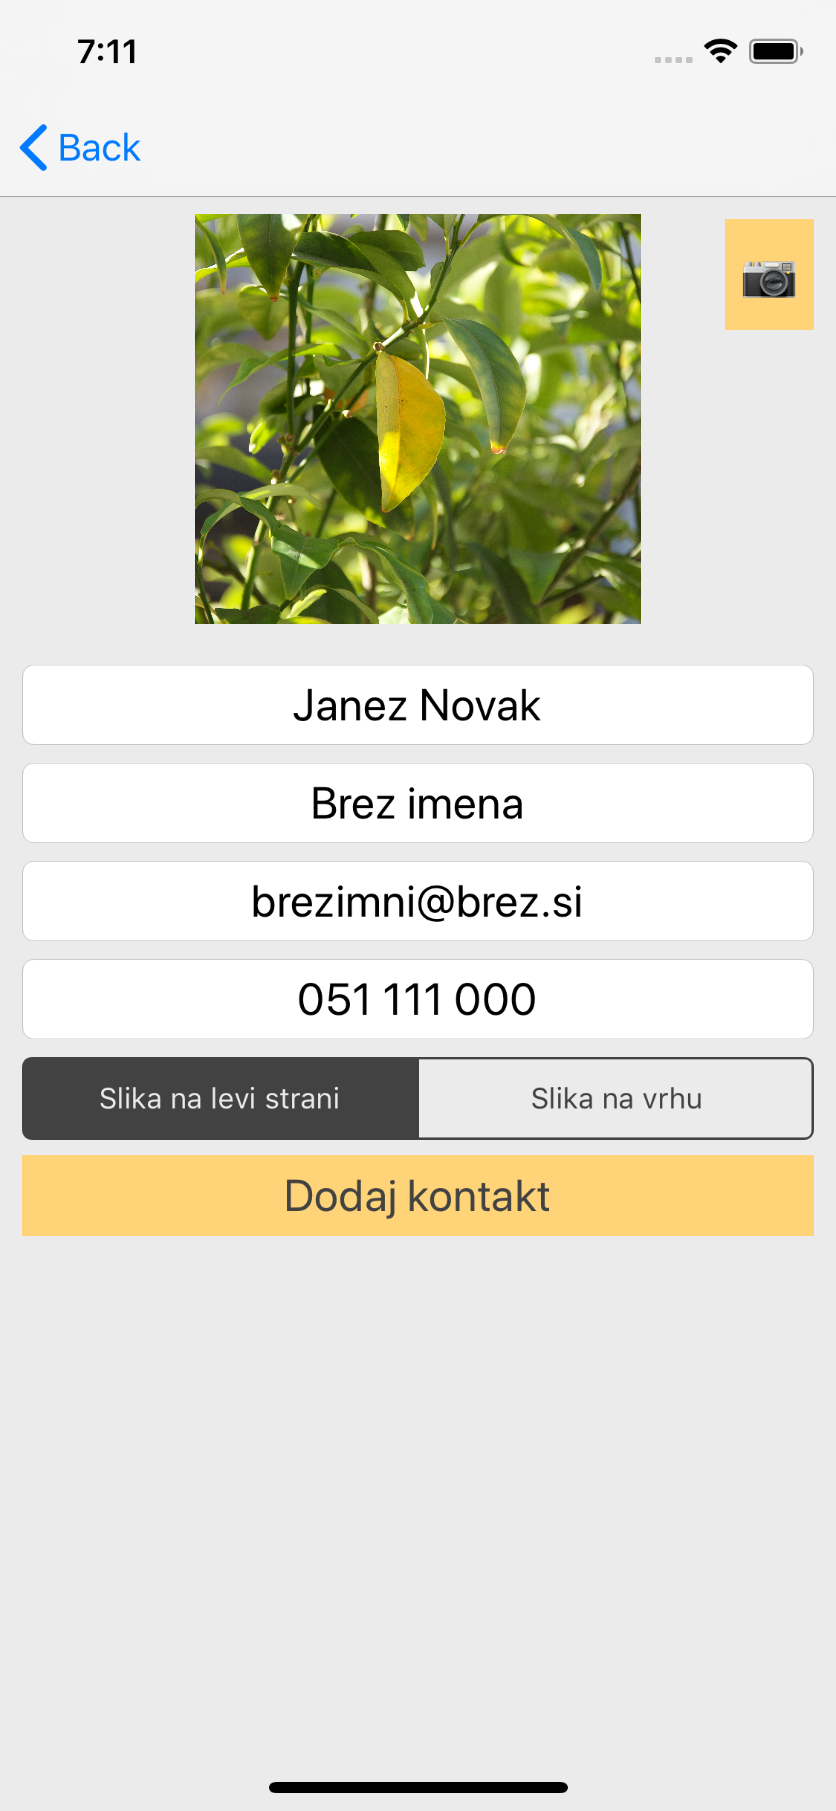 7:11
Back
Janez Novak
Brez imena
brezimni@brez.si
051 111 000
Slika na levi strani
Slika na vrhu
Dodaj kontakt